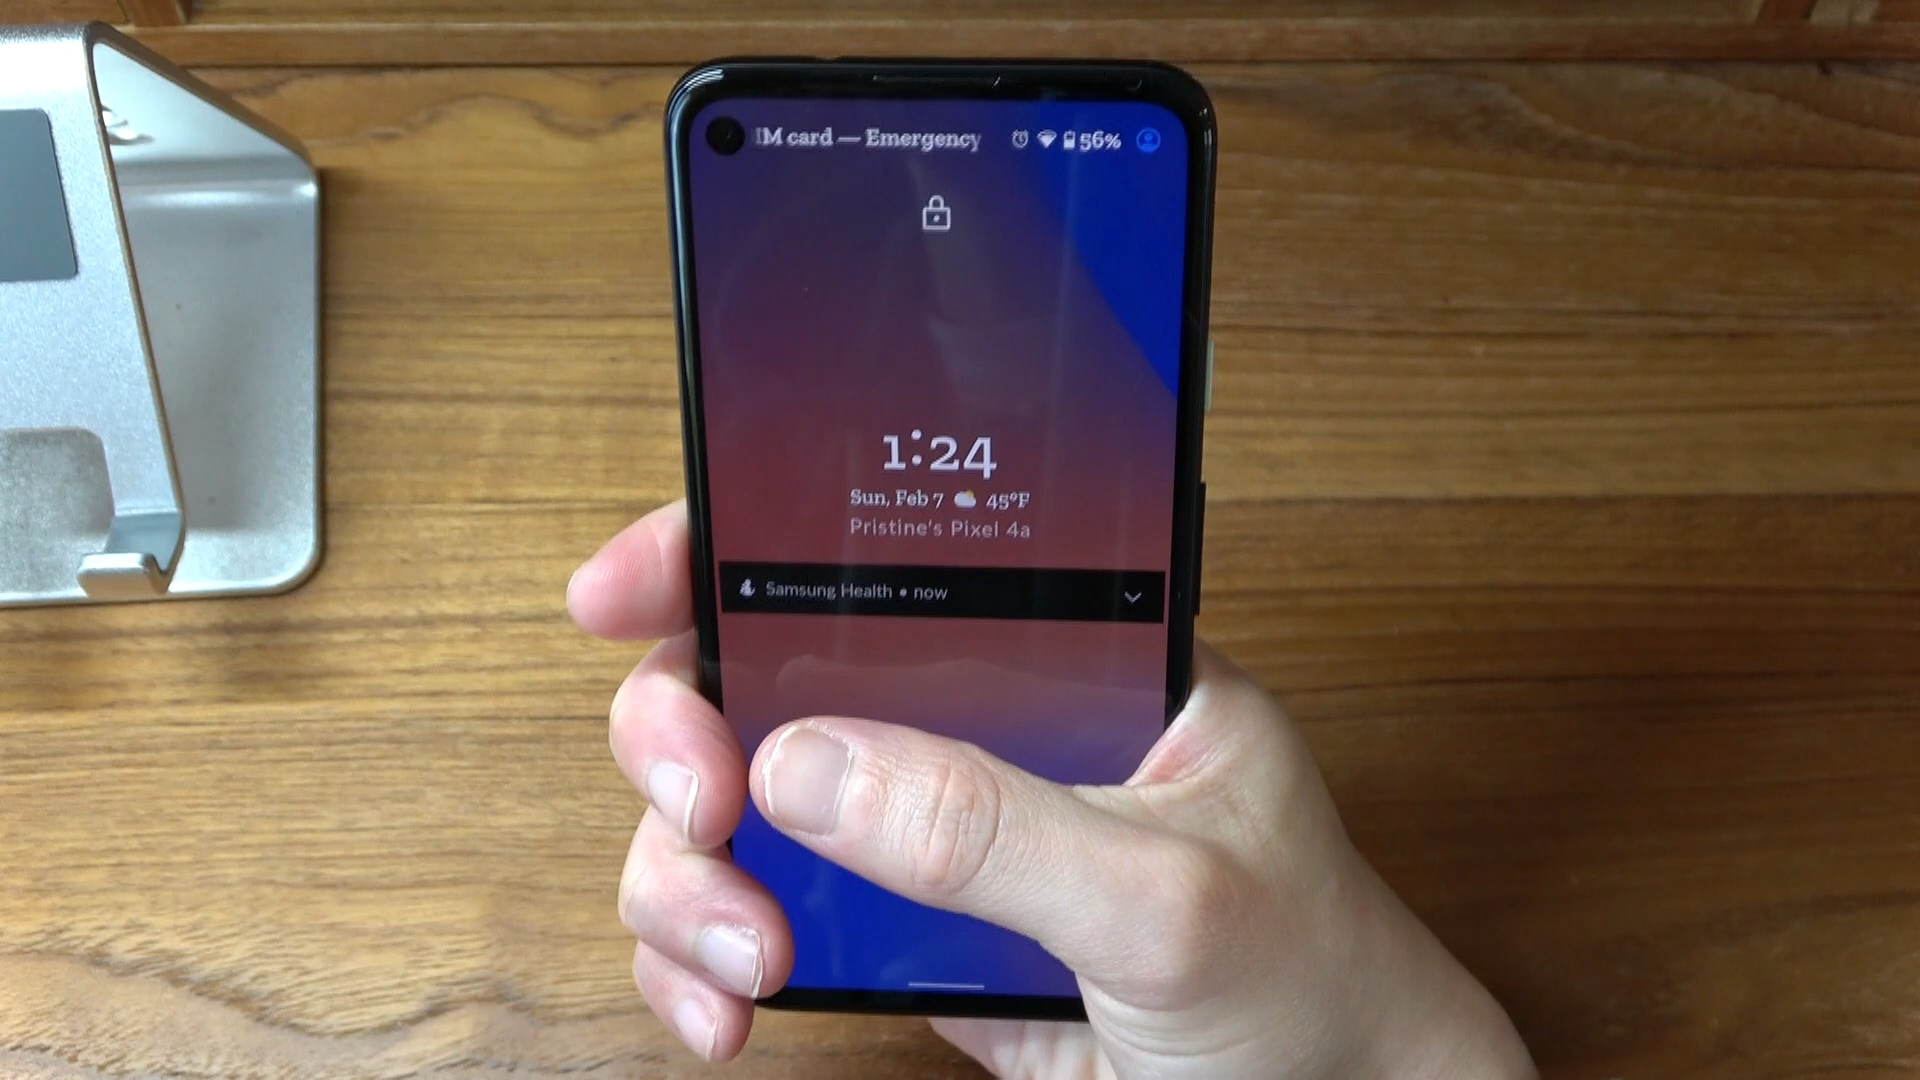 IM card — Emergency 56%
1:24
Sun, Feb 7 45°F
Pristine's Pixel 4a
Samsung Health • now